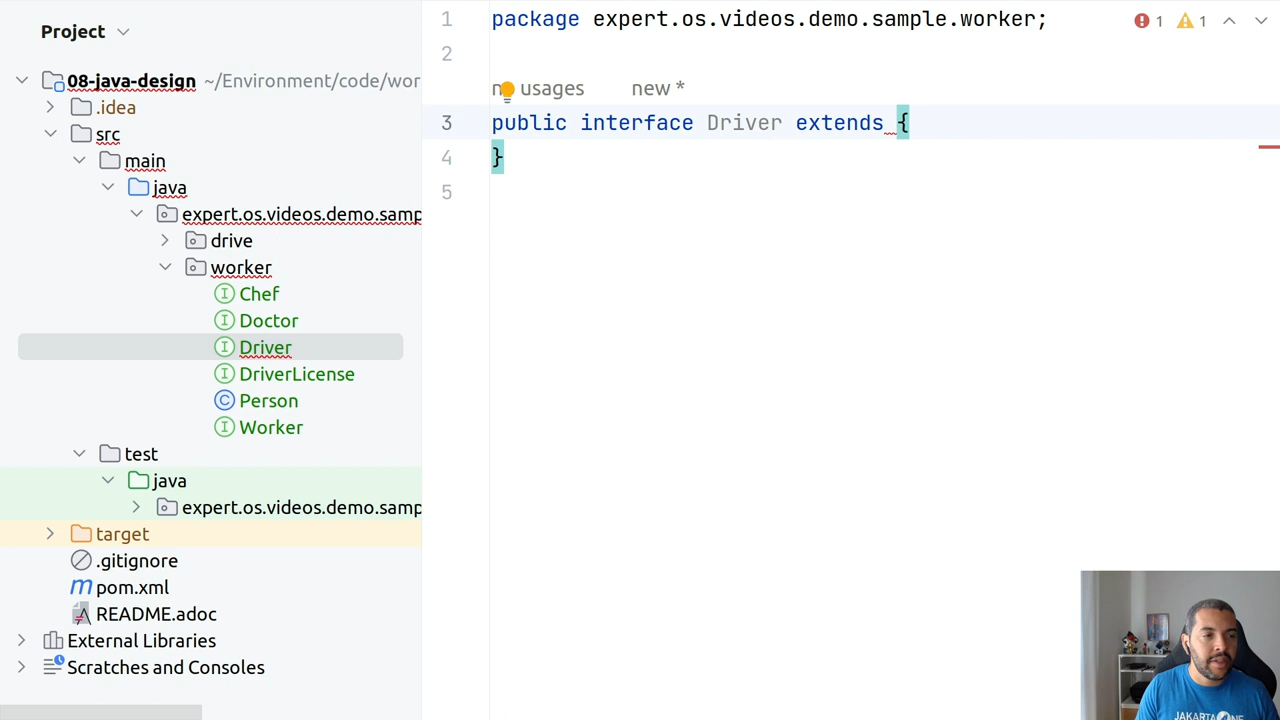 Project
08-java-design ~/Environment/code/wor
.idea
src
main
java
expert.os.videos.demo.samp
drive
worker
Chef
Doctor
Driver
DriverLicense
Person
Worker
test
java
expert.os.videos.demo.samp
target
.gitignore
pom.xml
README.adoc
External Libraries
Scratches and Consoles
1 package expert.os.videos.demo.sample.worker;
1 1
2
usages new *
3 public interface Driver extends {
4 }
5
JAKARTA ONE